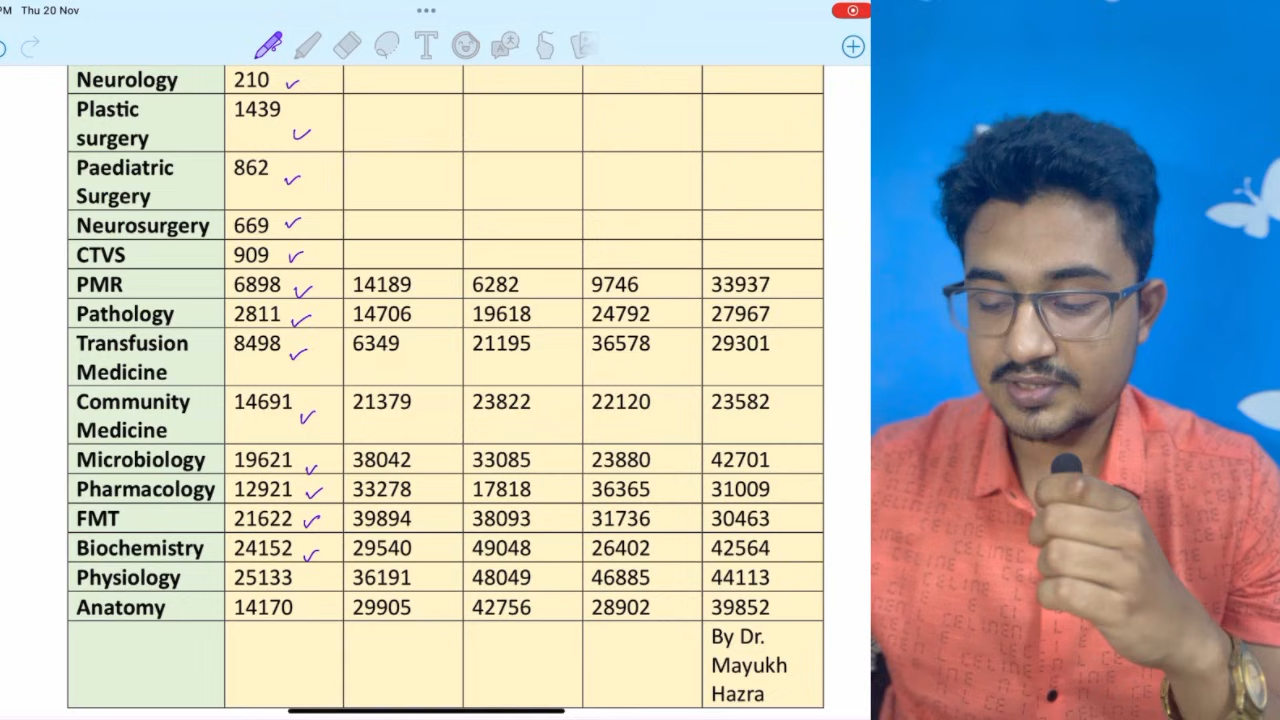 PM Thu 20 Nov
Neurology 210
Plastic 1439
surgery
Paediatric 862
Surgery
Neurosurgery 669
CTVS 909
PMR 6898 14189 6282 9746 33937
Pathology 2811 14706 19618 24792 27967
Transfusion 8498 6349 21195 36578 29301
Medicine
Community 14691 21379 23822 22120 23582
Medicine
Microbiology 19621 38042 33085 23880 42701
Pharmacology 12921 33278 17818 36365 31009
FMT 21622 39894 38093 31736 30463
Biochemistry 24152 29540 49048 26402 42564
Physiology 25133 36191 48049 46885 44113
Anatomy 14170 29905 42756 28902 39852
By Dr.
Mayukh
Hazra